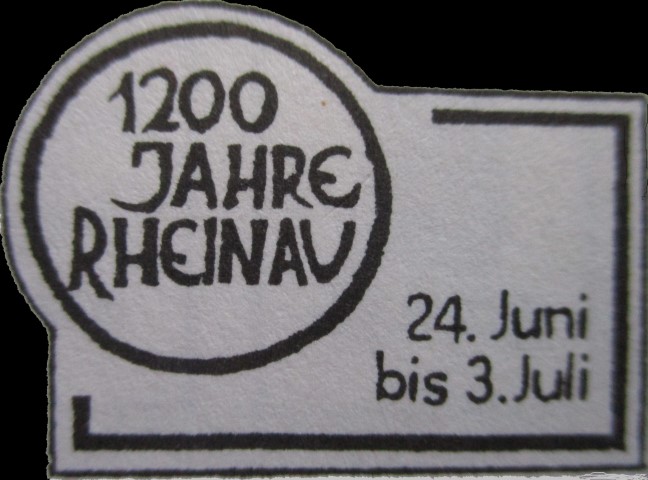 1200
JAHRE
RHEINAU
24. Juni
bis 3. Juli